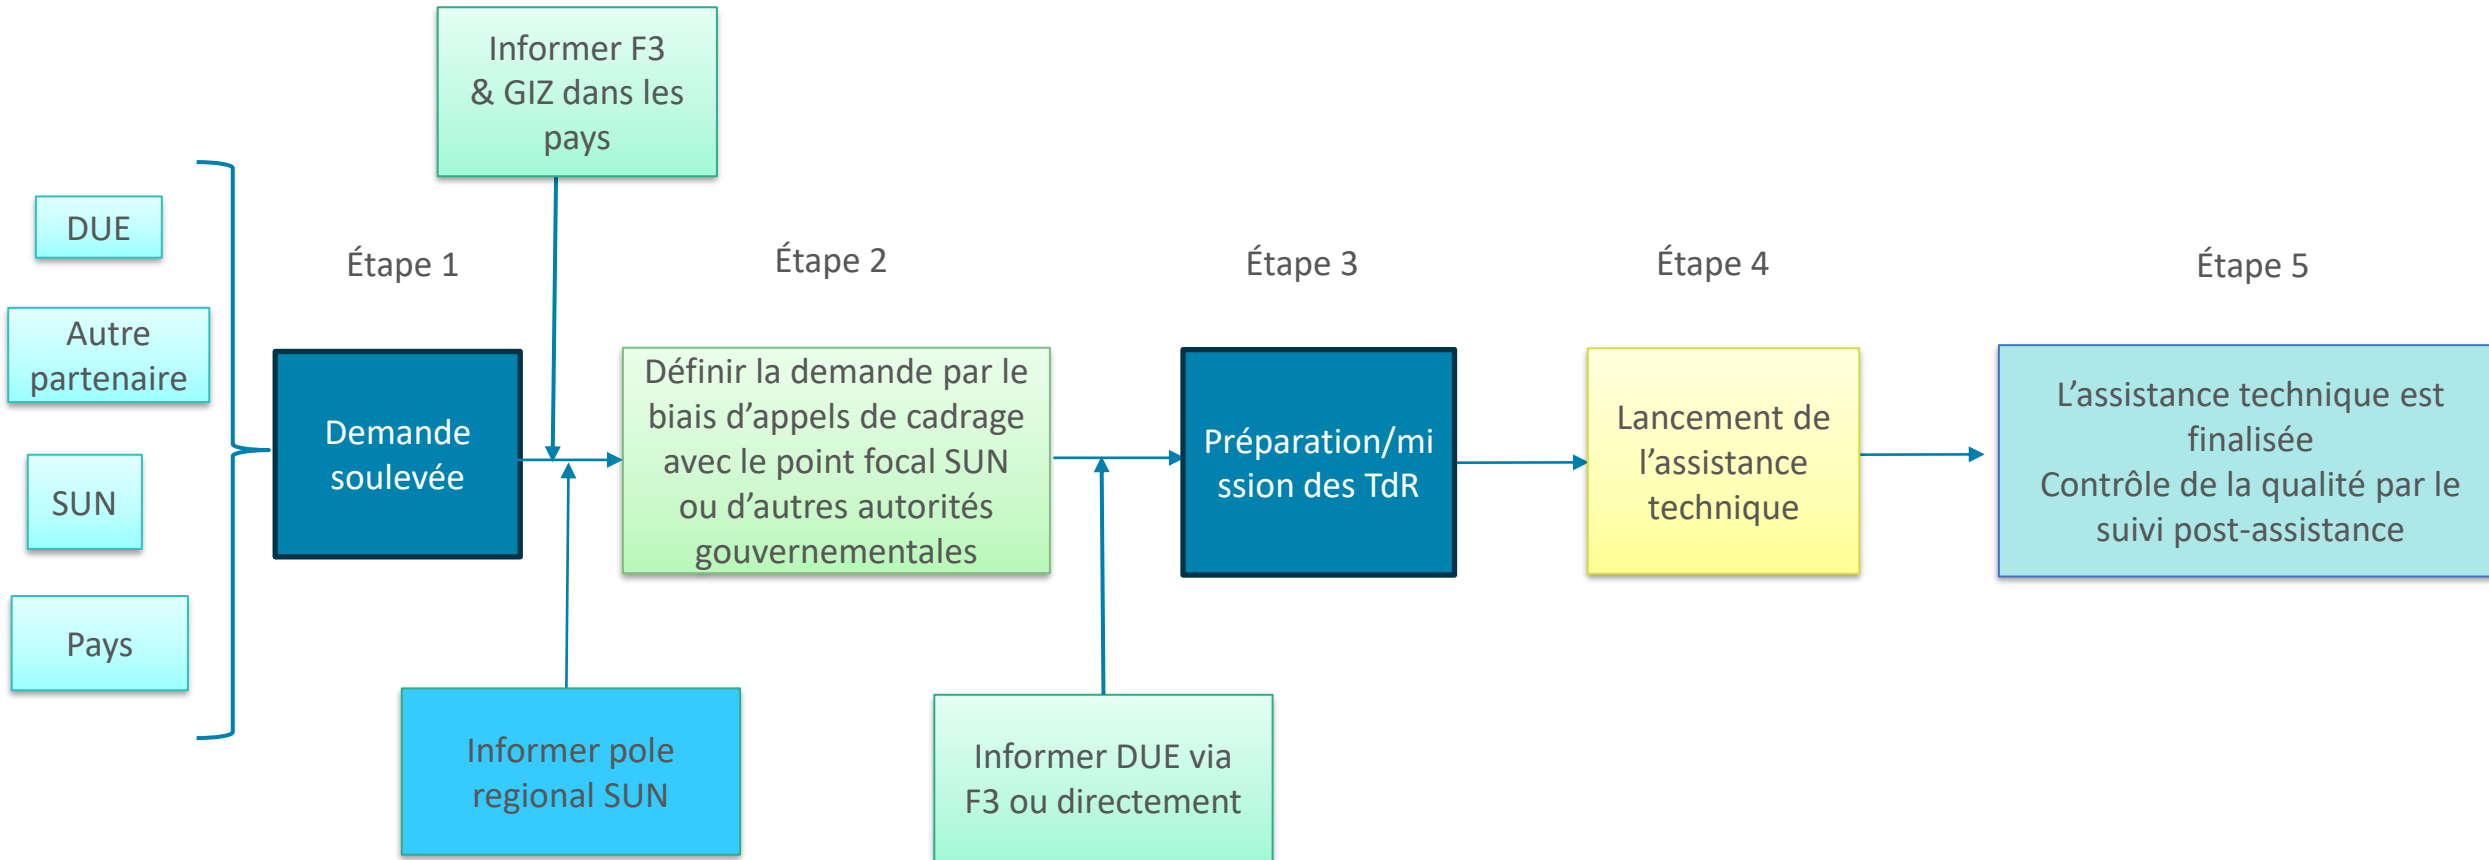 Informer F3
& GIZ dans les
pays
DUE
Autre
partenaire
SUN
Pays
Étape 1
Étape 2
Étape 3
Étape 4
Étape 5
Demande
soulevée
Définir la demande par le
biais d’appels de cadrage
avec le point focal SUN
ou d’autres autorités
gouvernementales
Préparation/mi
ssion des TdR
Lancement de
l’assistance
technique
L’assistance technique est
finalisée
Contrôle de la qualité par le
suivi post-assistance
Informer pole
regional SUN
Informer DUE via
F3 ou directement